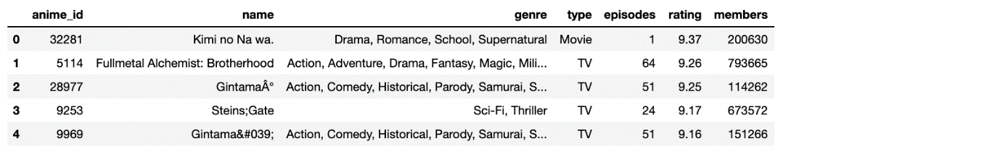 anime_id name genre type episodes rating members
0 32281 Kimi no Na wa. Drama, Romance, School, Supernatural Movie 1 9.37 200630
1 5114 Fullmetal Alchemist: Brotherhood Action, Adventure, Drama, Fantasy, Magic, Mili... TV 64 9.26 793665
2 28977 GintamaÂ° Action, Comedy, Historical, Parody, Samurai, S... TV 51 9.25 114262
3 9253 Steins;Gate Sci-Fi, Thriller TV 24 9.17 673572
4 9969 Gintama&#039; Action, Comedy, Historical, Parody, Samurai, S... TV 51 9.16 151266